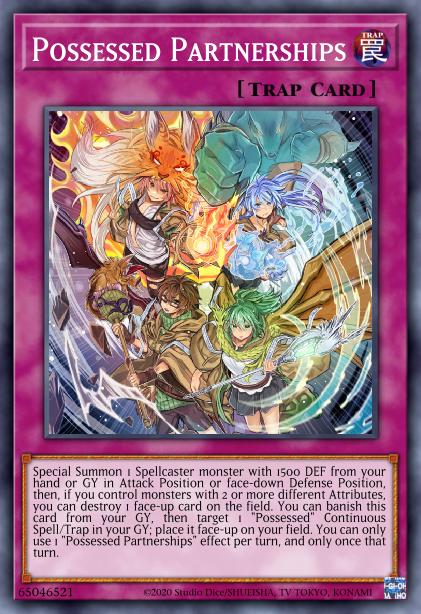 POSSESSED PARTNERSHIPS
TRAP
罠
[TRAP CARD]
Special Summon 1 Spellcaster monster with 1500 DEF from your
hand or GY in Attack Position or face-down Defense Position,
then, if you control monsters with 2 or more different Attributes,
you can destroy 1 face-up card on the field. You can banish this
card from your GY, then target 1 "Possessed" Continuous
Spell/Trap in your GY; place it face-up on your field. You can only
use 1 "Possessed Partnerships" effect per turn, and only once that
turn.
65046521
©2020 Studio Dice/SHUEISHA, TV TOKYO, KONAMI